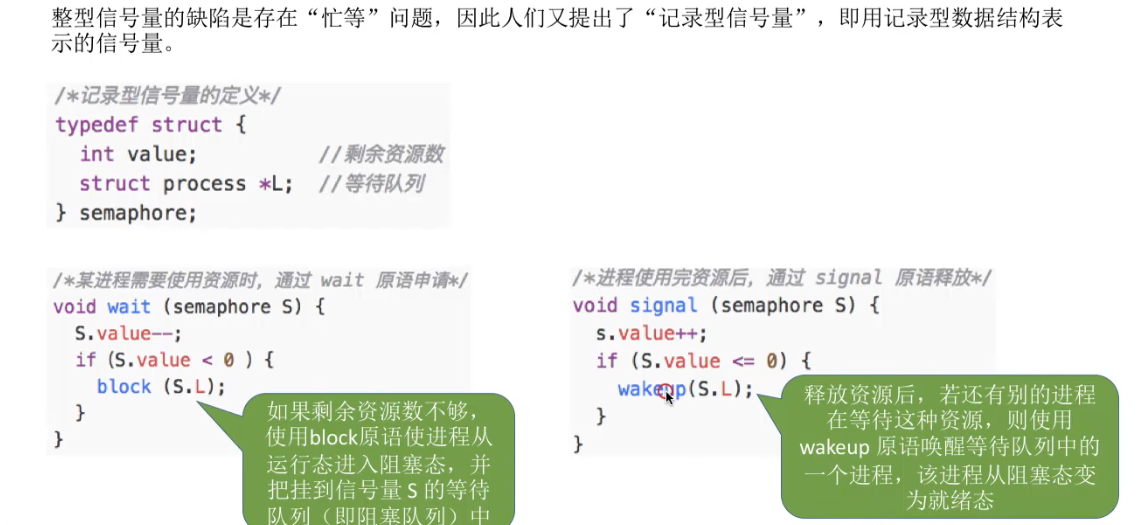 整型信号量的缺陷是存在“忙等”问题，因此人们又提出了“记录型信号量”，即用记录型数据结构表
示的信号量。
/*记录型信号量的定义*/
typedef struct {
int value; //剩余资源数
struct process *L; //等待队列
} semaphore;
/*某进程需要使用资源时，通过 wait 原语申请*/
void wait (semaphore S) {
S.value--;
if (S.value < 0 ) {
block (S.L);
}
}
如果剩余资源数不够，
使用block原语使进程从
运行态进入阻塞态，并
把挂到信号量 S 的等待
队列（即阻塞队列）中
/*进程使用完资源后，通过 signal 原语释放*/
void signal (semaphore S) {
s.value++;
if (S.value <= 0) {
wakeup(S.L);
}
}
释放资源后，若还有别的进程
在等待这种资源，则使用
wakeup 原语唤醒等待队列中的
一个进程，该进程从阻塞态变
为就绪态